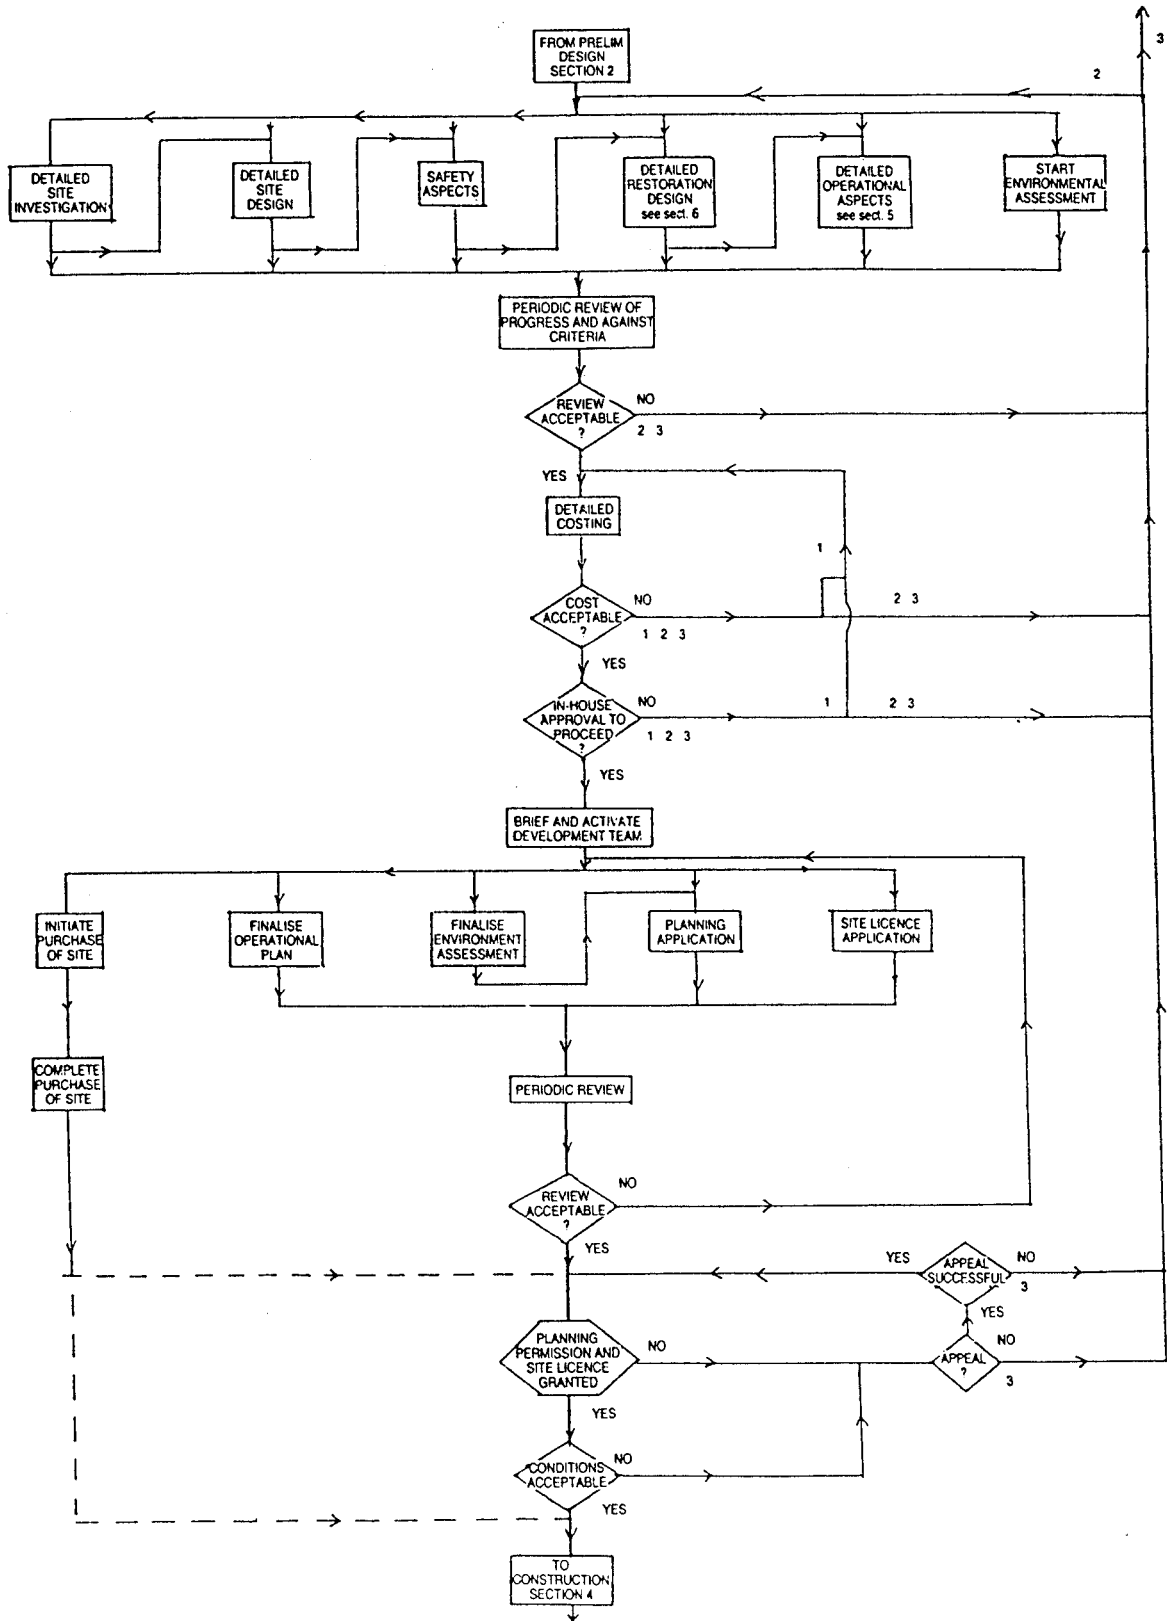 3
FROM PRELIM
DESIGN
SECTION 2
2
DETAILED
SITE
INVESTIGATION
DETAILED
SITE
DESIGN
SAFETY
ASPECTS
DETAILED
RESTORATION
DESIGN
see sect. 6
DETAILED
OPERATIONAL
ASPECTS
see sect. 5
START
ENVIRONMENTAL
ASSESSMENT
PERIODIC REVIEW OF
PROGRESS AND AGAINST
CRITERIA
REVIEW
ACCEPTABLE
?
NO
2 3
YES
DETAILED
COSTING
1
COST
ACCEPTABLE
?
NO
1 2 3
2 3
YES
IN-HOUSE
APPROVAL TO
PROCEED
?
NO
1 2 3
1
2 3
YES
BRIEF AND ACTIVATE
DEVELOPMENT TEAM
INITIATE
PURCHASE
OF SITE
FINALISE
OPERATIONAL
PLAN
FINALISE
ENVIRONMENT
ASSESSMENT
PLANNING
APPLICATION
SITE LICENCE
APPLICATION
COMPLETE
PURCHASE
OF SITE
PERIODIC REVIEW
REVIEW
ACCEPTABLE
?
NO
YES
YES
APPEAL
SUCCESSFUL
NO
3
YES
PLANNING
PERMISSION AND
SITE LICENCE
GRANTED
NO
APPEAL
?
NO
3
YES
CONDITIONS
ACCEPTABLE
NO
YES
TO
CONSTRUCTION
SECTION 4